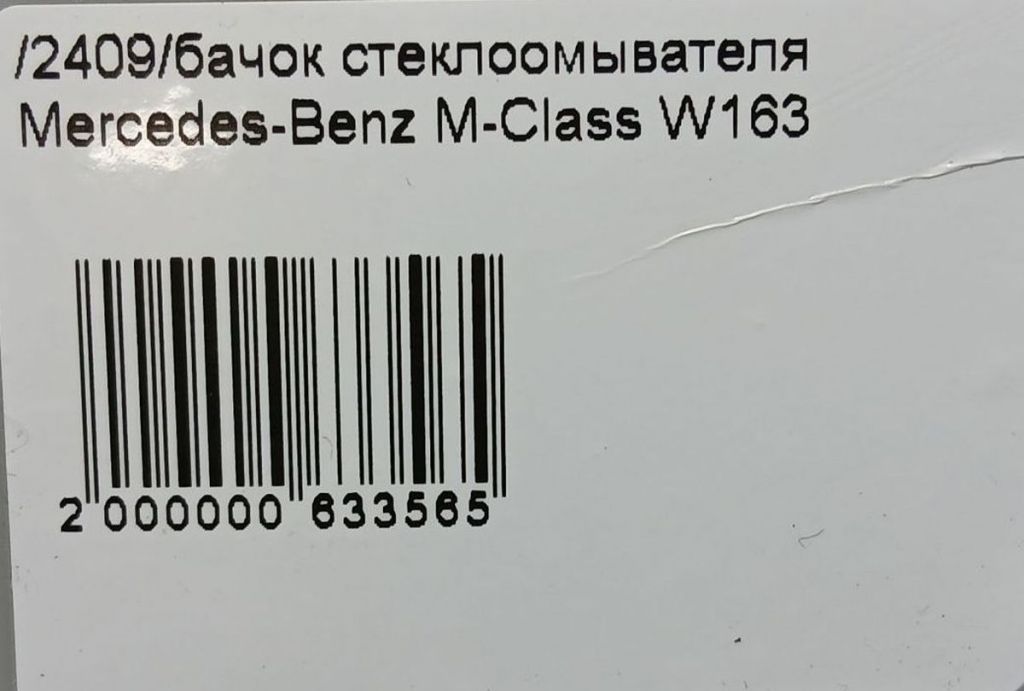 /2409/бачок стеклоомывателя
Mercedes-Benz M-Class W163
2 000000 633565